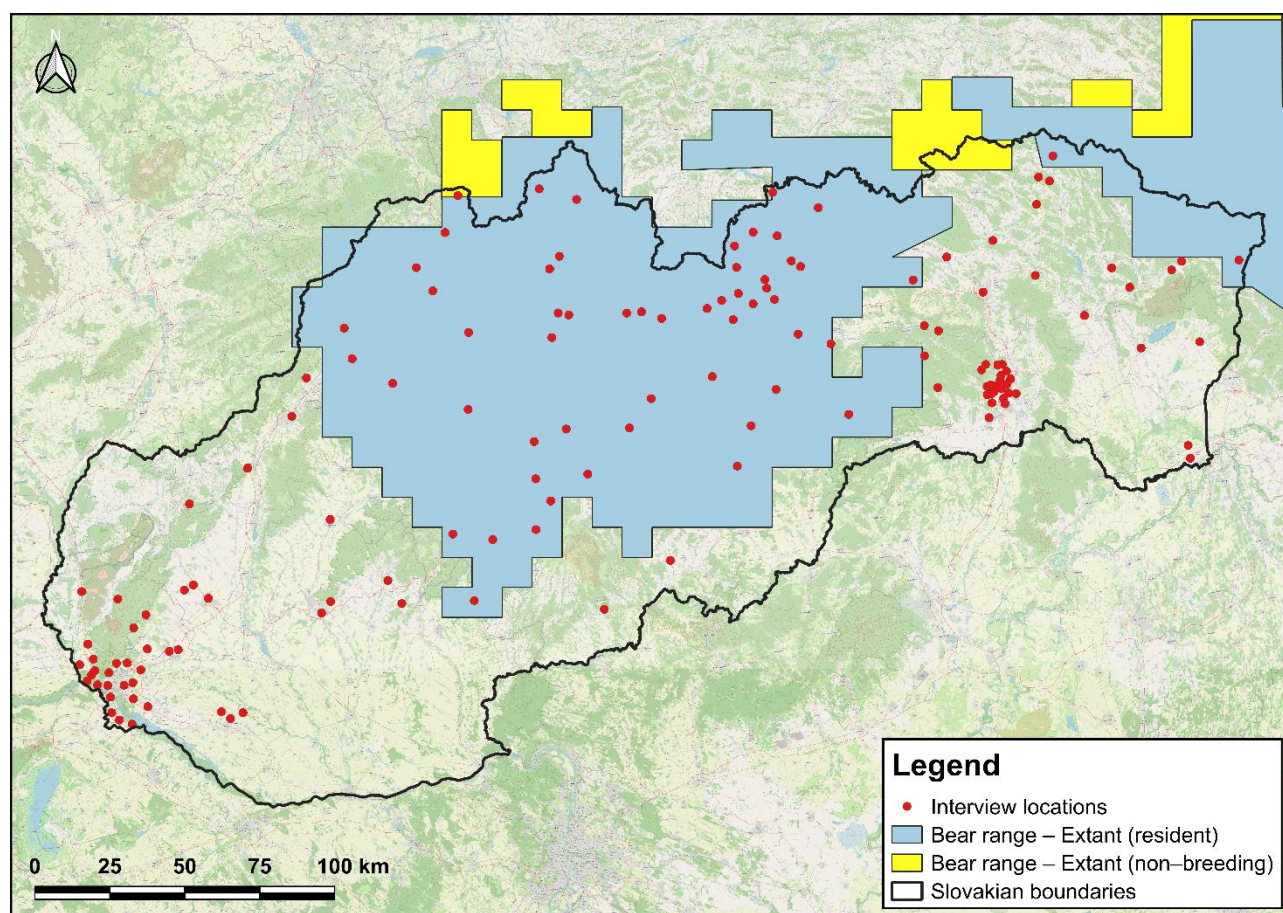 N
Legend
Interview locations
Bear range – Extant (resident)
Bear range – Extant (non–breeding)
Slovakian boundaries
0 25 50 75 100 km